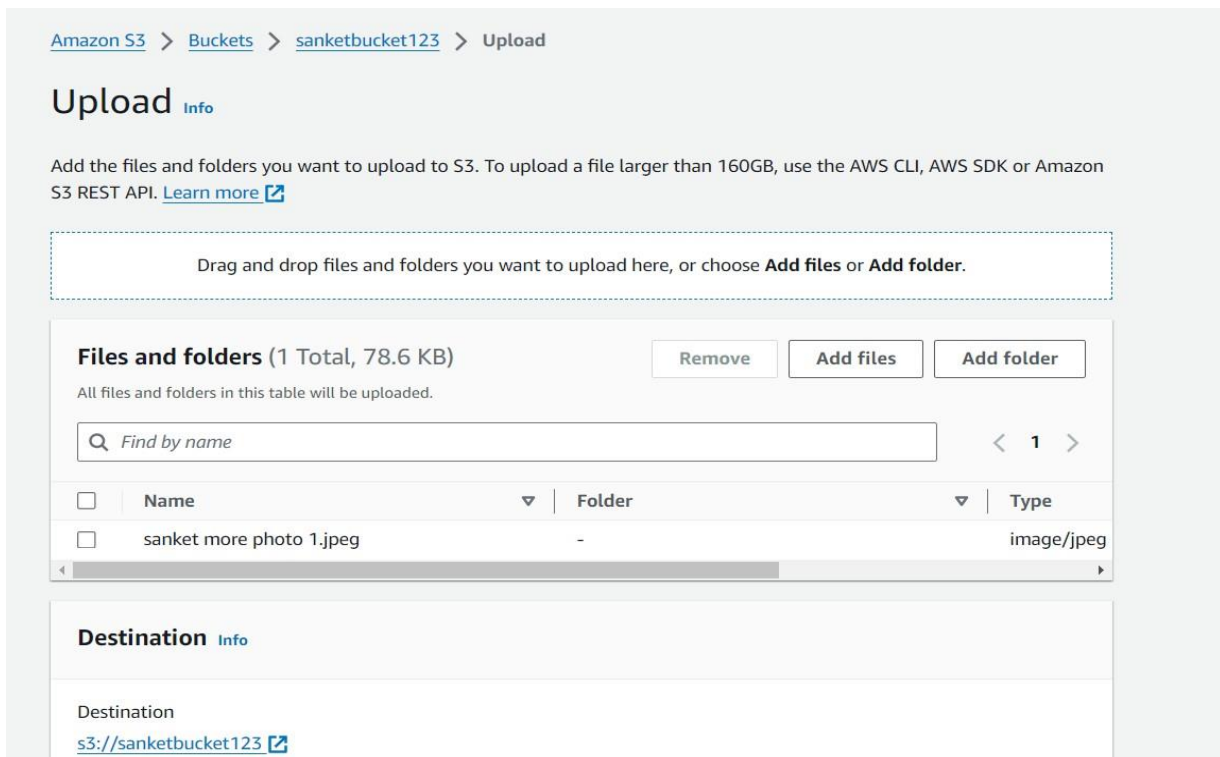 Amazon S3 > Buckets > sanketbucket123 > Upload
Upload Info
Add the files and folders you want to upload to S3. To upload a file larger than 160GB, use the AWS CLI, AWS SDK or Amazon
S3 REST API. Learn more
Drag and drop files and folders you want to upload here, or choose Add files or Add folder.
Files and folders (1 Total, 78.6 KB) Remove Add files Add folder
All files and folders in this table will be uploaded.
Find by name < 1 >
Name Folder Type
sanket more photo 1.jpeg - image/jpeg
Destination Info
Destination
s3://sanketbucket123